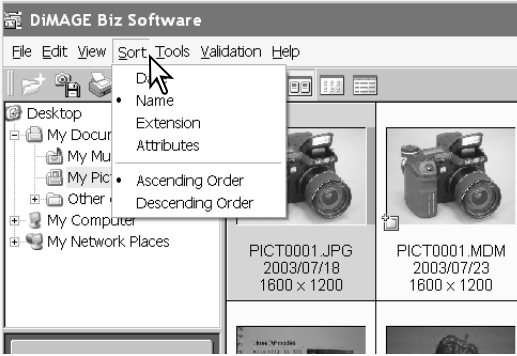 DiMAGE Biz Software
File Edit View Sort Tools Validation Help
Name
Extension
Attributes
Ascending Order
Descending Order
Desktop
My Docu
My Mu
My Pic
Other
My Computer
My Network Places
PICT0001.JPG
2003/07/18
1600 × 1200
PICT0001.MDM
2003/07/23
1600 × 1200